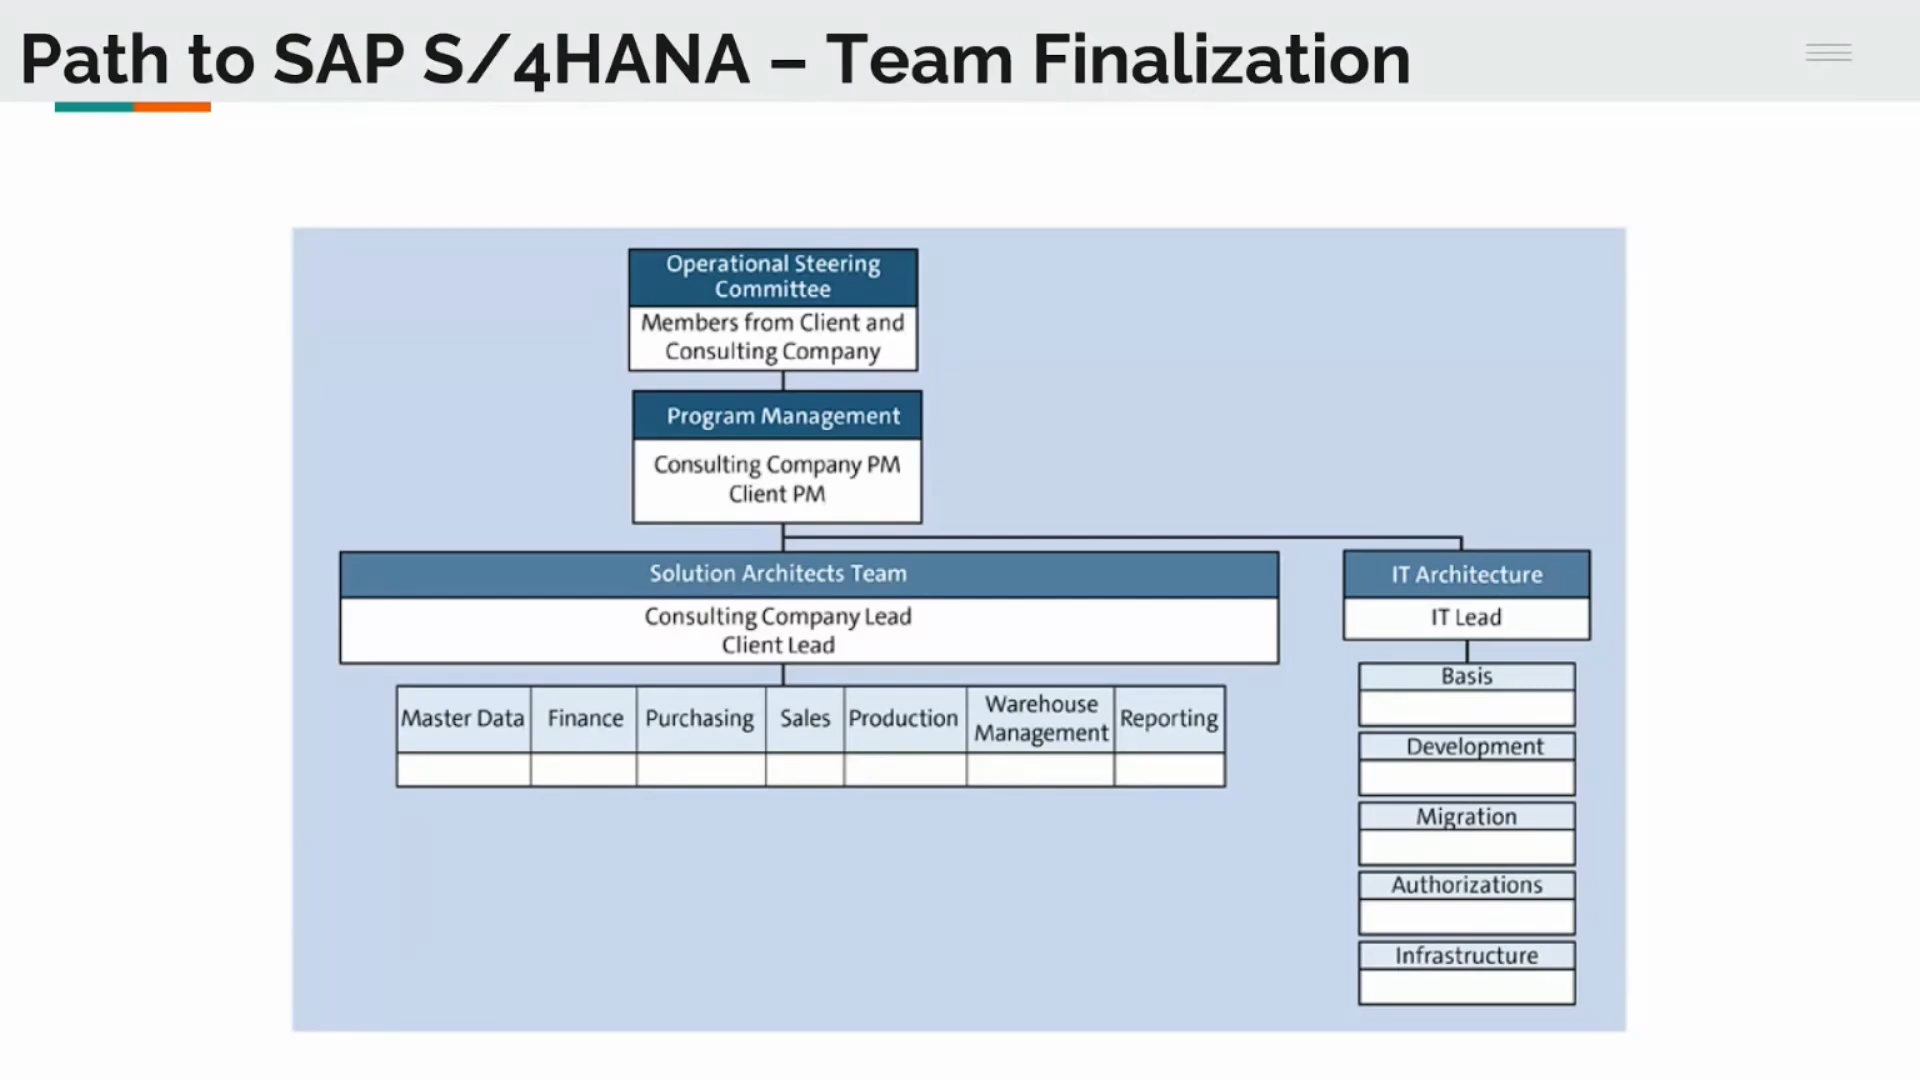 Path to SAP S/4HANA – Team Finalization
Operational Steering
Committee
Members from Client and
Consulting Company
Program Management
Consulting Company PM
Client PM
Solution Architects Team
Consulting Company Lead
Client Lead
Master Data
Finance
Purchasing
Sales
Production
Warehouse
Management
Reporting
IT Architecture
IT Lead
Basis
Development
Migration
Authorizations
Infrastructure